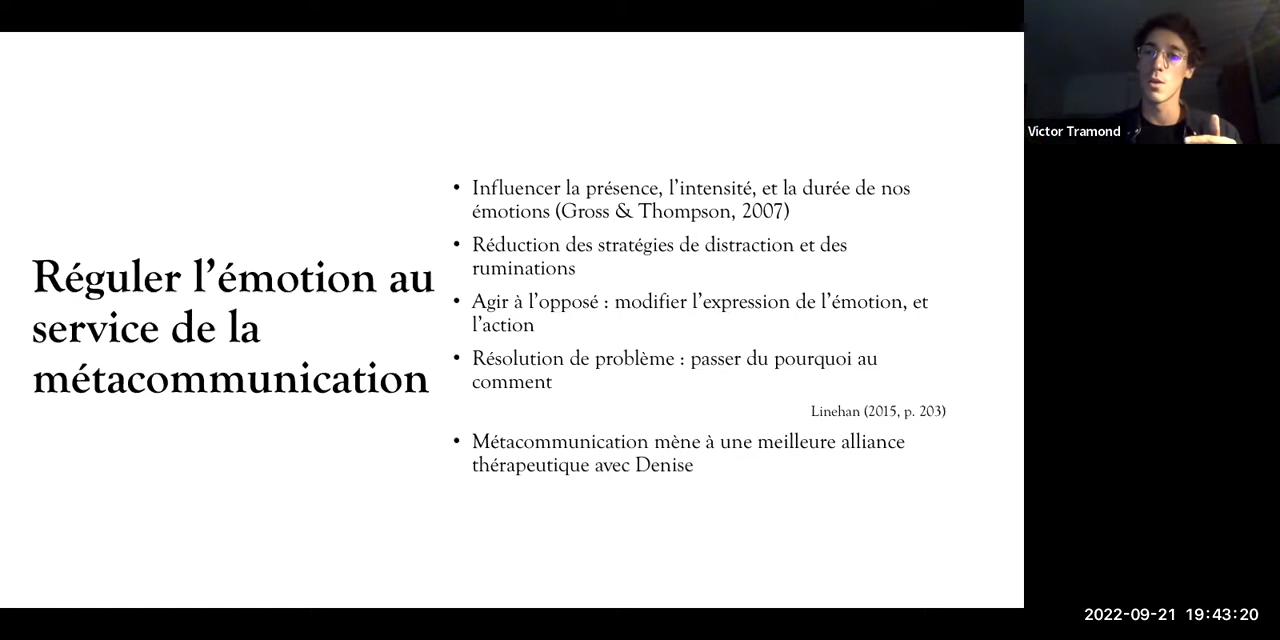 Réguler l’émotion au
service de la
métacommunication
• Influencer la présence, l’intensité, et la durée de nos
émotions (Gross & Thompson, 2007)
• Réduction des stratégies de distraction et des
ruminations
• Agir à l’opposé : modifier l’expression de l’émotion, et
l’action
• Résolution de problème : passer du pourquoi au
comment
Linehan (2015, p. 203)
• Métacommunication mène à une meilleure alliance
thérapeutique avec Denise
Victor Tramond
2022-09-21 19:43:20